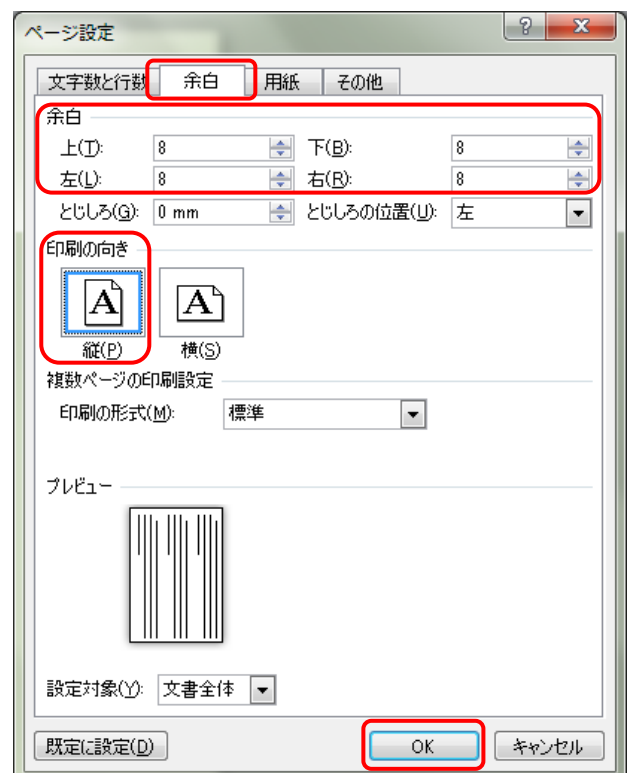 ページ設定
文字数と行数 余白 用紙 その他
余白
上(T): 8 下(B): 8
左(L): 8 右(R): 8
とじしろ(G): 0 mm とじしろの位置(U): 左
印刷の向き
A A
縦(P) 横(S)
複数ページの印刷設定
印刷の形式(M): 標準
プレビュー
設定対象(Y): 文書全体
既定に設定(D) OK キャンセル